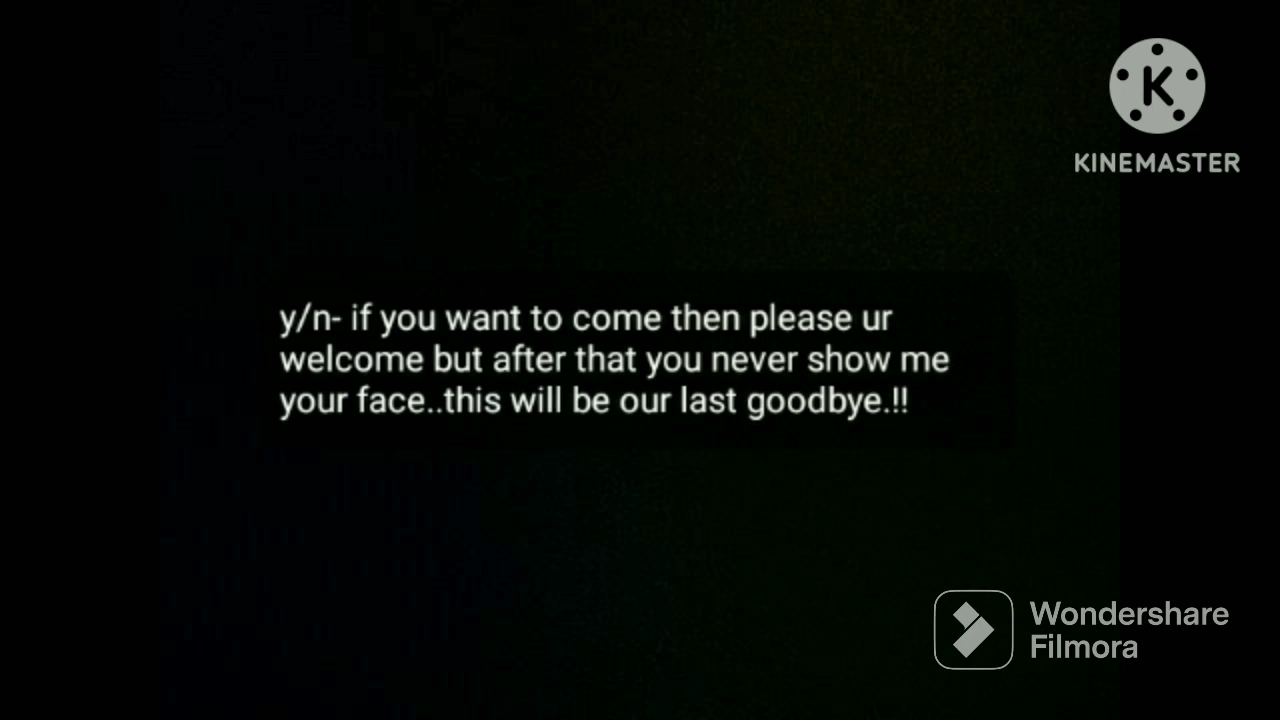 K
KINEMASTER
y/n- if you want to come then please ur
welcome but after that you never show me
your face..this will be our last goodbye.!!
Wondershare
Filmora